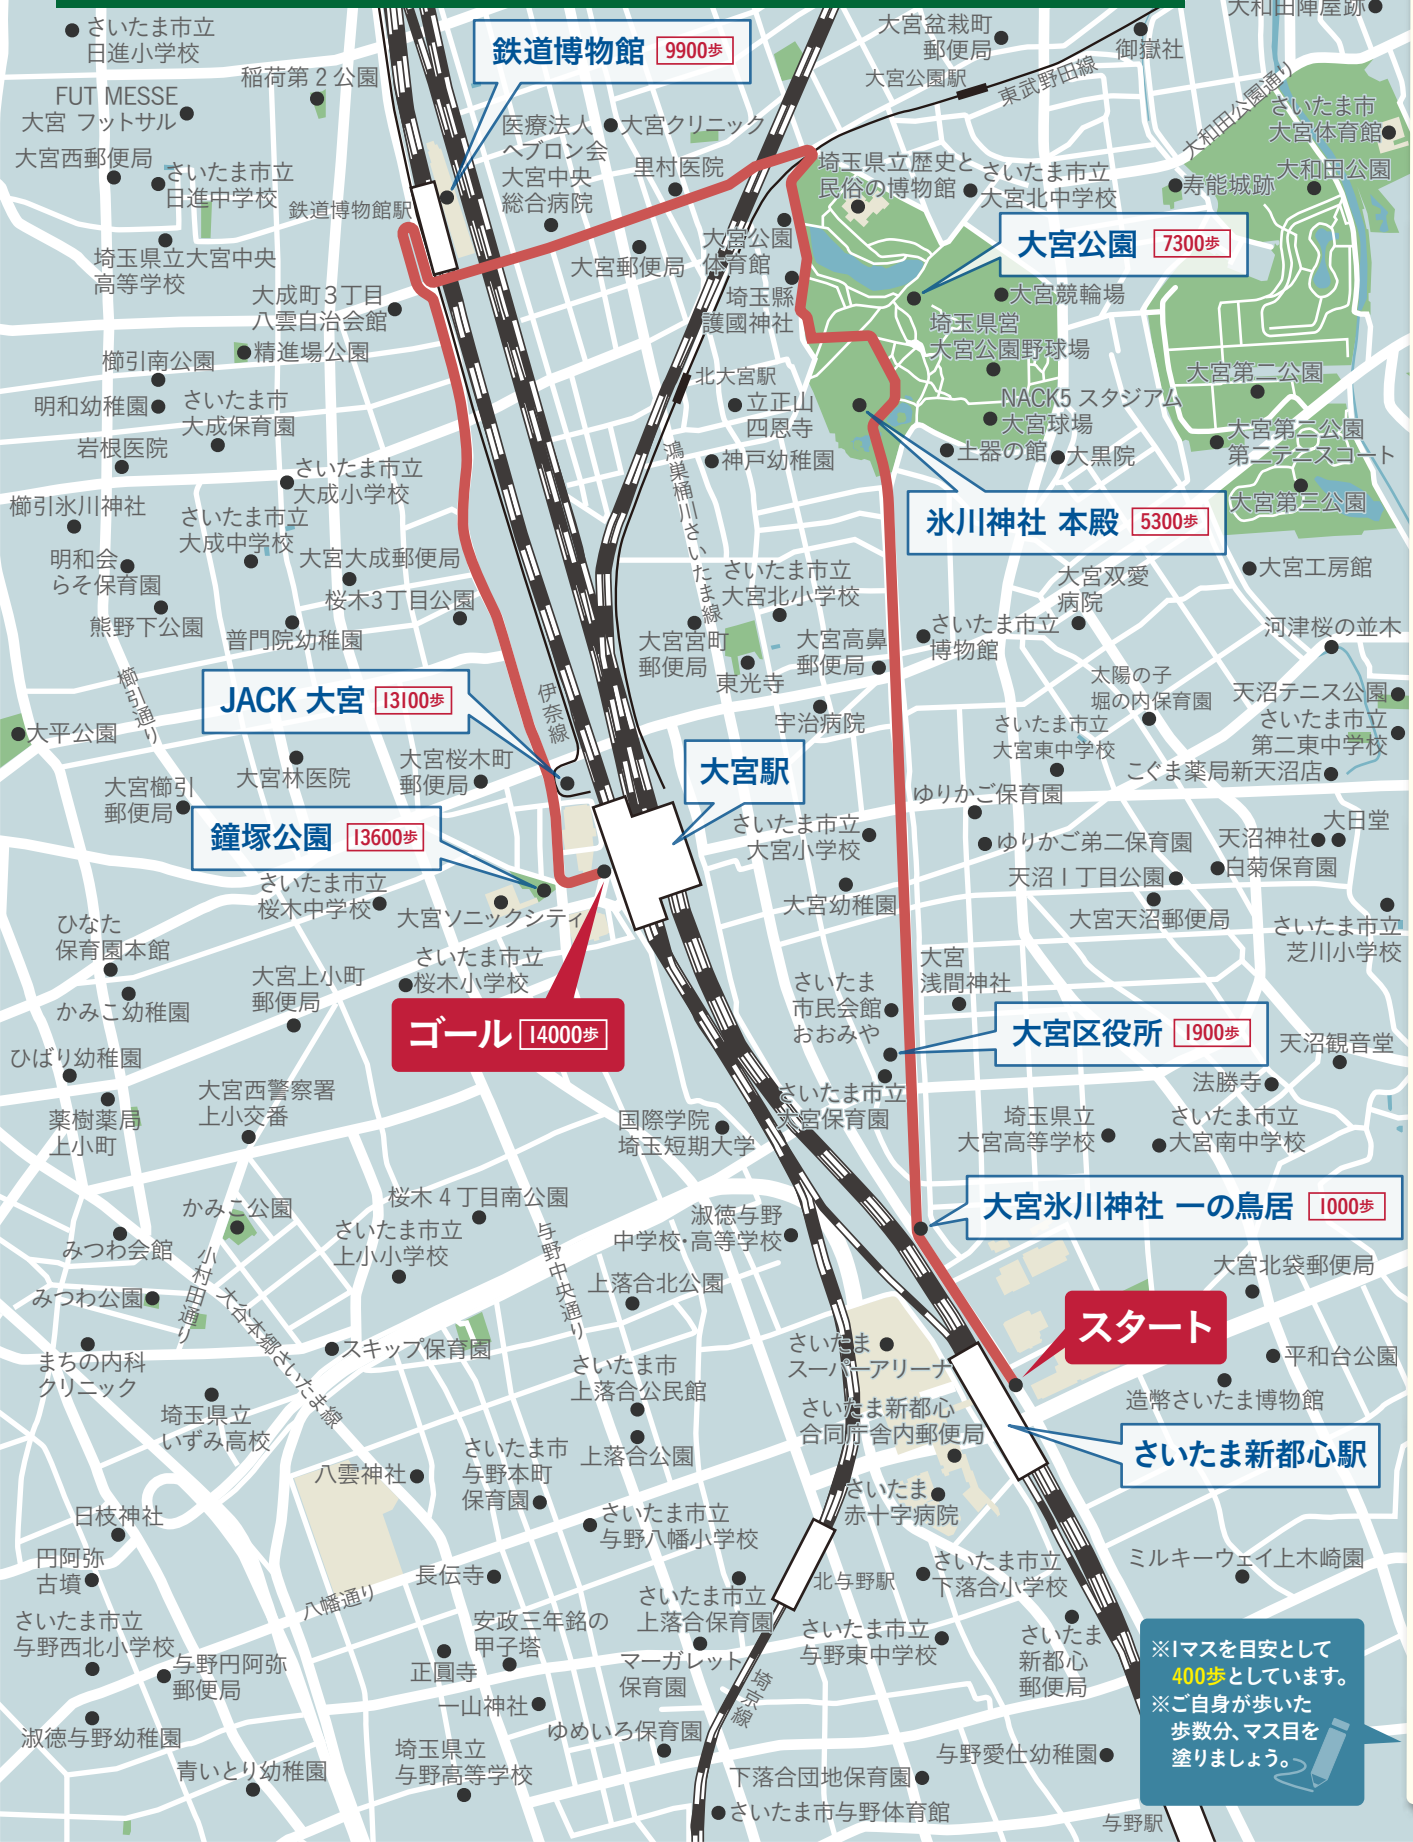 大和田陣屋跡
さいたま市立
日進小学校
鉄道博物館 9900歩
大宮盆栽町
郵便局
御嶽社
稲荷第2公園
大宮公園駅
東武野田線
大和田公園通り
FUT MESSE
大宮 フットサル
医療法人
ヘブロン会
大宮中央
総合病院
大宮クリニック
さいたま市
大宮体育館
大宮西郵便局
さいたま市立
日進中学校
里村医院
埼玉県立歴史と
民俗の博物館
さいたま市立
大宮北中学校
寿能城跡
大和田公園
鉄道博物館駅
大宮公園 7300歩
埼玉県立大宮中央
高等学校
大宮郵便局
大宮公園
体育館
大成町3丁目
八雲自治会館
埼玉縣
護國神社
大宮競輪場
埼玉県営
大宮公園野球場
精進場公園
櫛引南公園
北大宮駅
大宮第二公園
明和幼稚園
さいたま市
大成保育園
立正山
四恩寺
NACK5 スタジアム
大宮球場
岩根医院
鴻巣桶川さいたま線
神戸幼稚園
土器の館
大黒院
大宮第二公園
第二テニスコート
さいたま市立
大成小学校
大宮第三公園
櫛引氷川神社
さいたま市立
大成中学校
氷川神社 本殿 5300歩
明和会
らそ保育園
大宮大成郵便局
さいたま市立
大宮北小学校
大宮双愛
病院
大宮工房館
桜木3丁目公園
熊野下公園
普門院幼稚園
大宮宮町
郵便局
大宮高鼻
郵便局
さいたま市立
博物館
河津桜の並木
櫛引通り
JACK 大宮 13100歩
伊奈線
東光寺
太陽の子
堀の内保育園
天沼テニス公園
大平公園
宇治病院
さいたま市立
大宮東中学校
さいたま市立
第二東中学校
大宮林医院
大宮桜木町
郵便局
大宮駅
こぐま薬局新天沼店
大宮櫛引
郵便局
ゆりかご保育園
鐘塚公園 13600歩
さいたま市立
大宮小学校
ゆりかご第二保育園
天沼神社
大日堂
白菊保育園
さいたま市立
桜木中学校
天沼1丁目公園
大宮ソニックシティ
大宮幼稚園
大宮天沼郵便局
ひなた
保育園本館
さいたま市立
芝川小学校
大宮上小町
郵便局
さいたま市立
桜木小学校
大宮
浅間神社
かみこ幼稚園
さいたま
市民会館
おおみや
ゴール 14000歩
大宮区役所 1900歩
天沼観音堂
ひばり幼稚園
法勝寺
薬樹薬局
上小町
大宮西警察署
上小交番
さいたま市立
大宮保育園
国際学院
埼玉短期大学
埼玉県立
大宮高等学校
さいたま市立
大宮南中学校
かみこ公園
桜木4丁目南公園
大宮氷川神社 一の鳥居 1000歩
みつわ会館
さいたま市立
上小小学校
与野中央通り
淑徳与野
中学校・高等学校
小村田通り
大谷本郷さいたま線
みつわ公園
上落合北公園
大宮北袋郵便局
スタート
まちの内科
クリニック
スキップ保育園
さいたま
スーパーアリーナ
平和台公園
さいたま市
上落合公民館
造幣さいたま博物館
埼玉県立
いずみ高校
さいたま新都心
合同庁舎内郵便局
さいたま新都心駅
八雲神社
さいたま市
与野本町
保育園
上落合公園
さいたま
赤十字病院
日枝神社
さいたま市立
与野八幡小学校
円阿弥
古墳
長伝寺
北与野駅
さいたま市立
下落合小学校
ミルキーウェイ上木崎園
八幡通り
さいたま市立
与野西北小学校
安政三年銘の
甲子塔
さいたま市立
上落合保育園
さいたま市立
与野東中学校
さいたま
新都心
郵便局
与野円阿弥
郵便局
正圓寺
マーガレット
保育園
埼京線
一山神社
淑徳与野幼稚園
ゆめいろ保育園
青いとり幼稚園
埼玉県立
与野高等学校
与野愛仕幼稚園
下落合団地保育園
さいたま市与野体育館
与野駅
※1マスを目安として
400歩としています。
※ご自身が歩いた
歩数分、マス目を
塗りましょう。